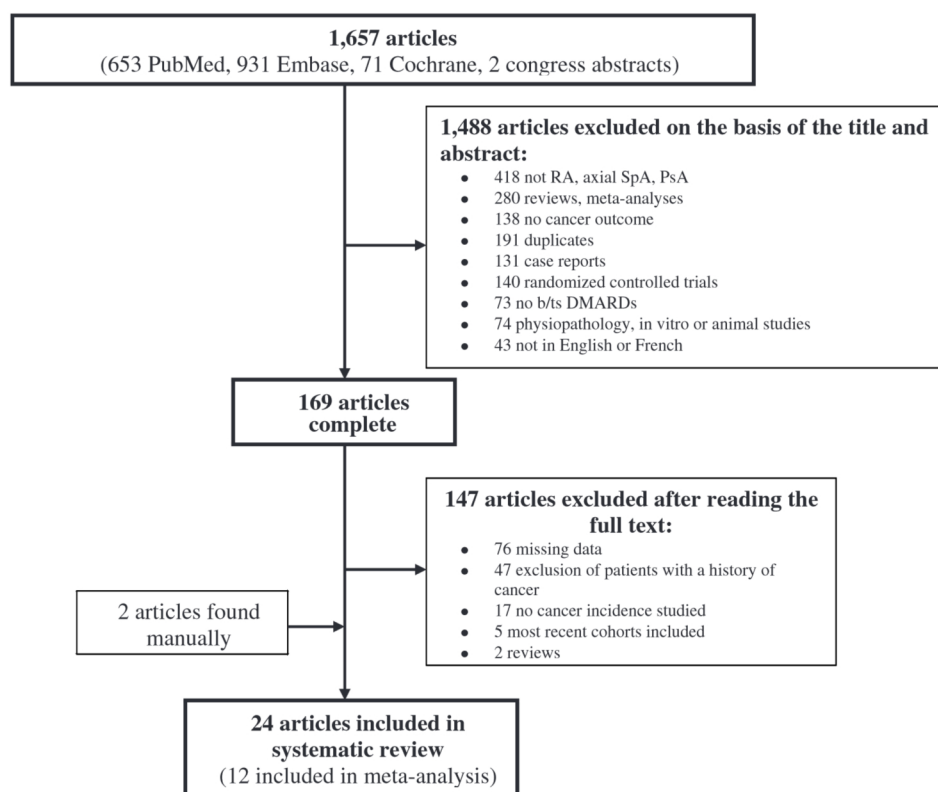 1,657 articles
(653 PubMed, 931 Embase, 71 Cochrane, 2 congress abstracts)
1,488 articles excluded on the basis of the title and
abstract:
• 418 not RA, axial SpA, PsA
• 280 reviews, meta-analyses
• 138 no cancer outcome
• 191 duplicates
• 131 case reports
• 140 randomized controlled trials
• 73 no b/ts DMARDs
• 74 physiopathology, in vitro or animal studies
• 43 not in English or French
169 articles
complete
147 articles excluded after reading the
full text:
• 76 missing data
• 47 exclusion of patients with a history of
cancer
• 17 no cancer incidence studied
• 5 most recent cohorts included
• 2 reviews
2 articles found
manually
24 articles included in
systematic review
(12 included in meta-analysis)